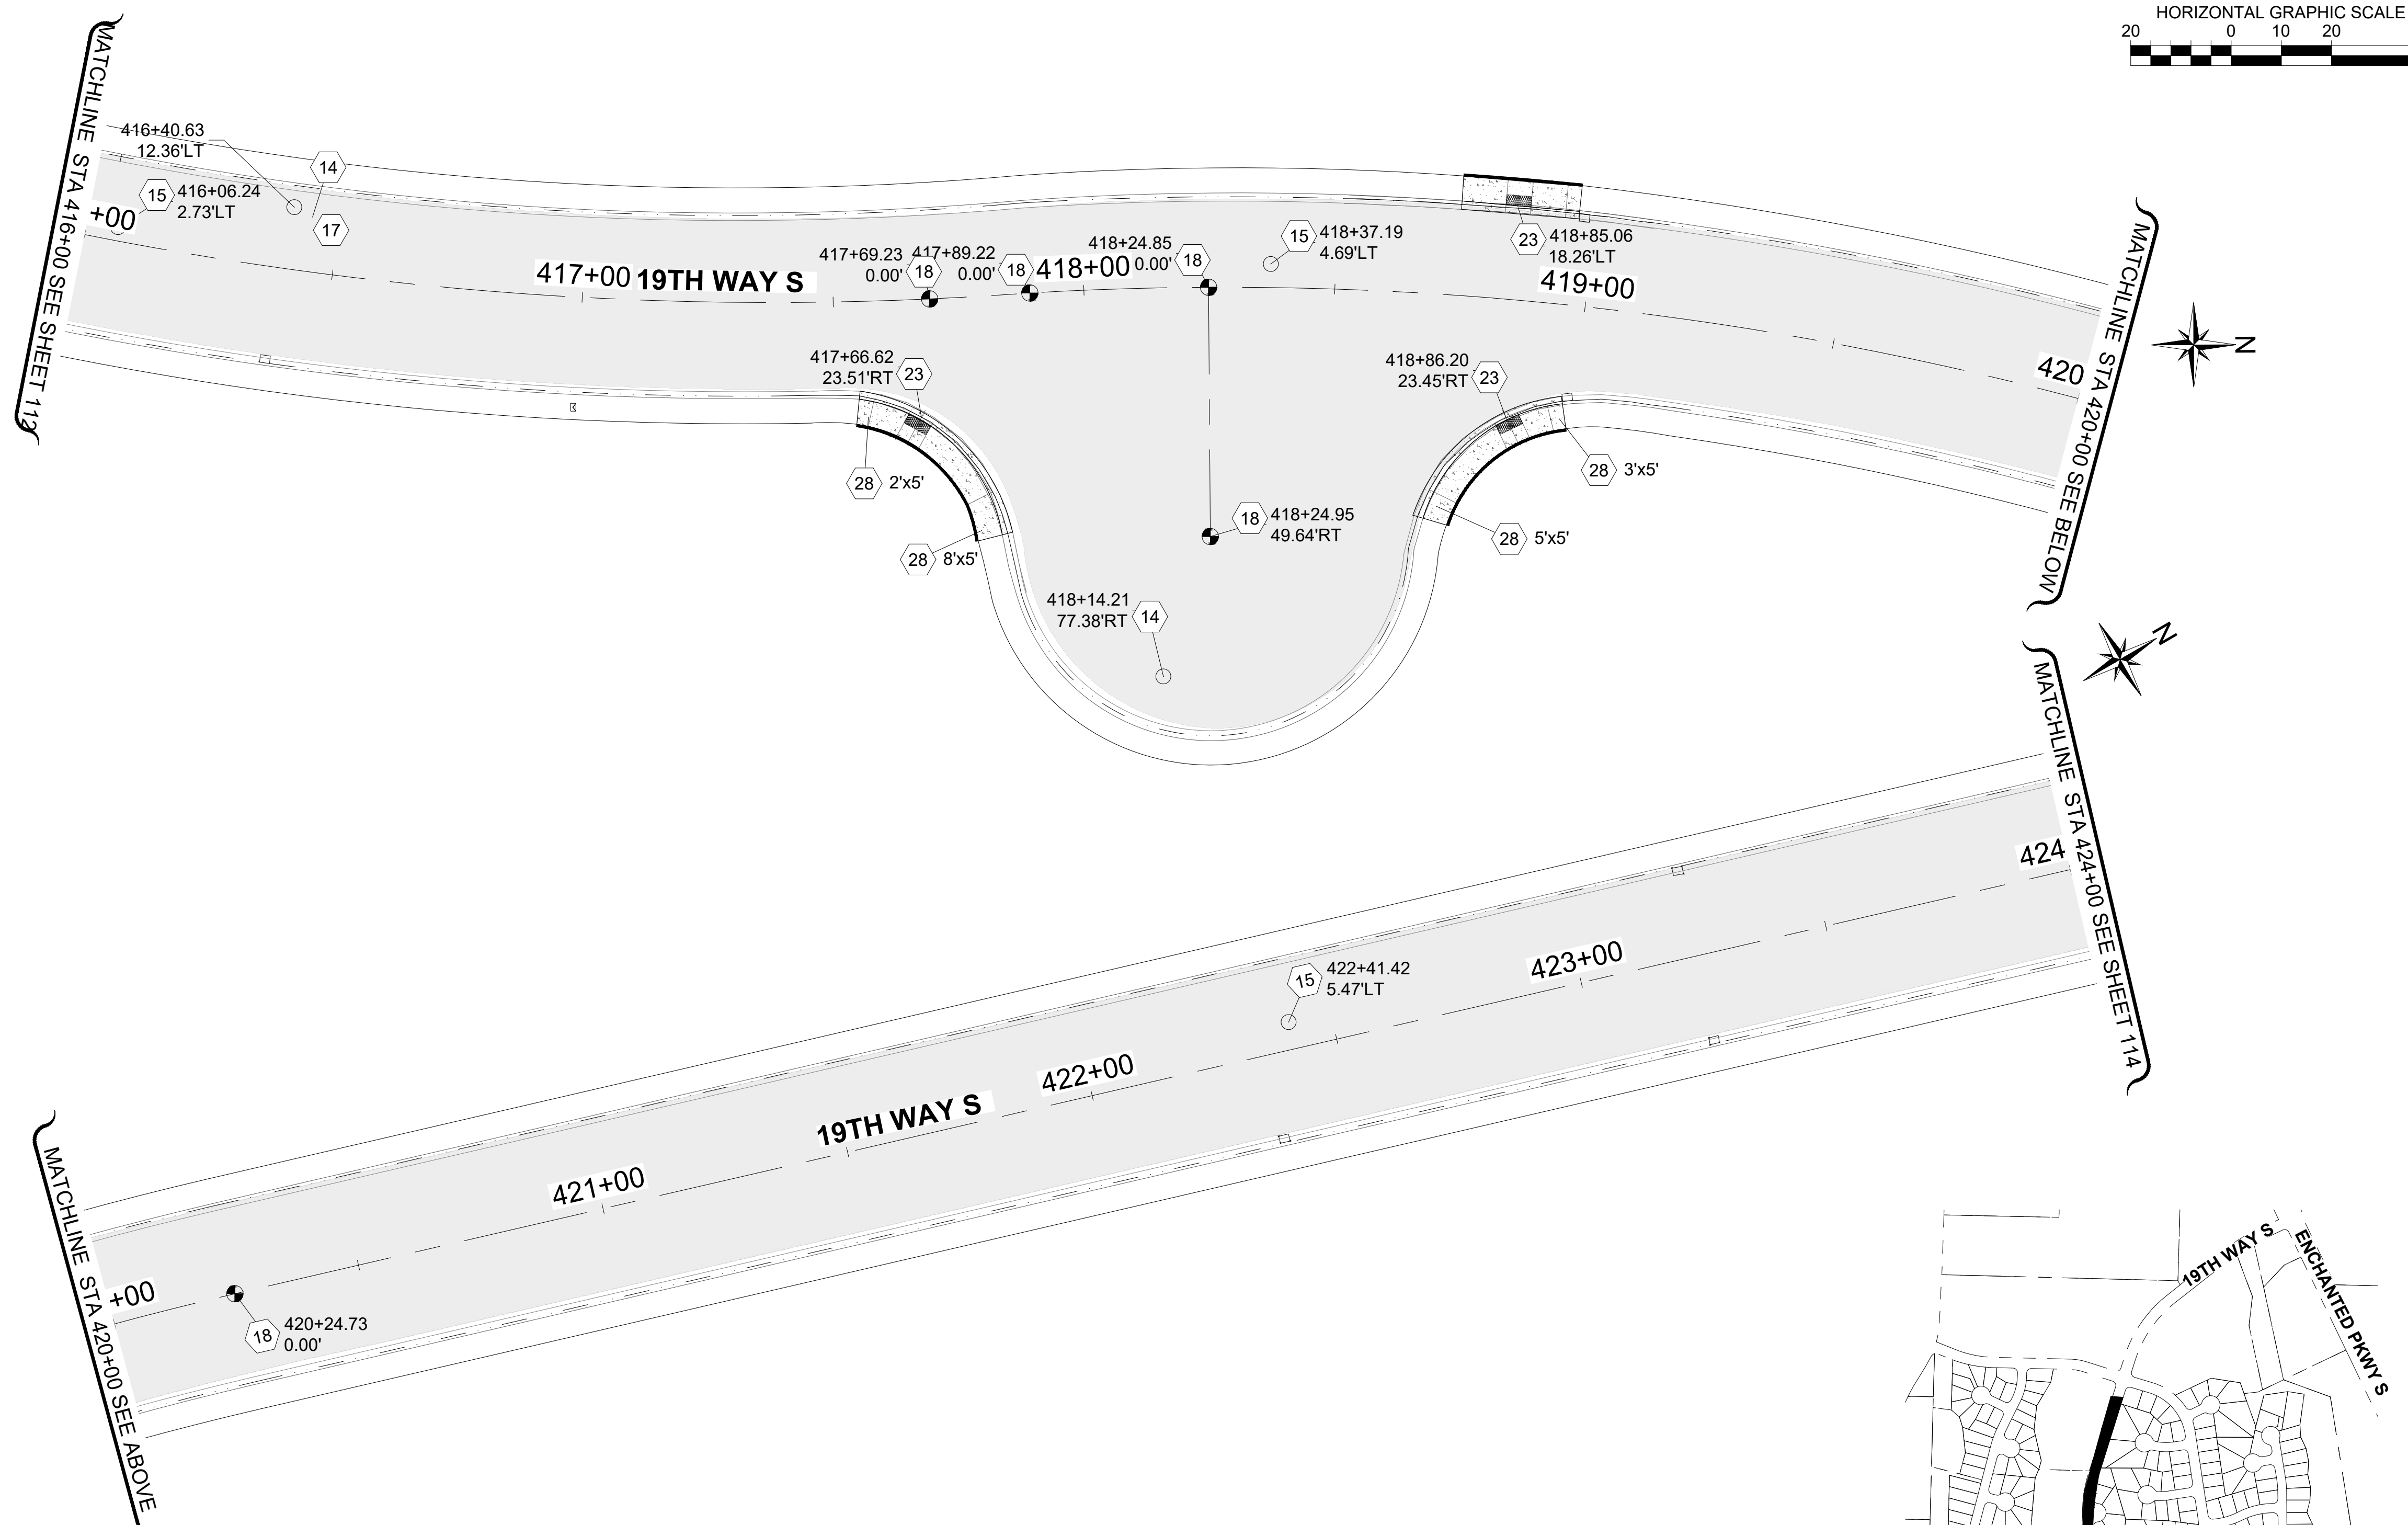 HORIZONTAL GRAPHIC SCALE
20 0 10 20
MATCHLINE STA 416+00 SEE SHEET 112
416+40.63
12.36'LT
14
15
416+06.24
2.73'LT
+00
17
417+00
19TH WAY S
417+69.23
0.00'
18
417+89.22
0.00'
18
418+00
418+24.85
0.00'
18
15
418+37.19
4.69'LT
23
418+85.06
18.26'LT
419+00
420
MATCHLINE STA 420+00 SEE BELOW
N
417+66.62
23.51'RT
23
418+86.20
23.45'RT
23
28 2'x5'
28 3'x5'
28 8'x5'
28 5'x5'
18
418+24.95
49.64'RT
418+14.21
77.38'RT
14
N
MATCHLINE STA 424+00 SEE SHEET 114
424
423+00
15
422+41.42
5.47'LT
422+00
19TH WAY S
421+00
MATCHLINE STA 420+00 SEE ABOVE
+00
18
420+24.73
0.00'
19TH WAY S
ENCHANTED PKWY S